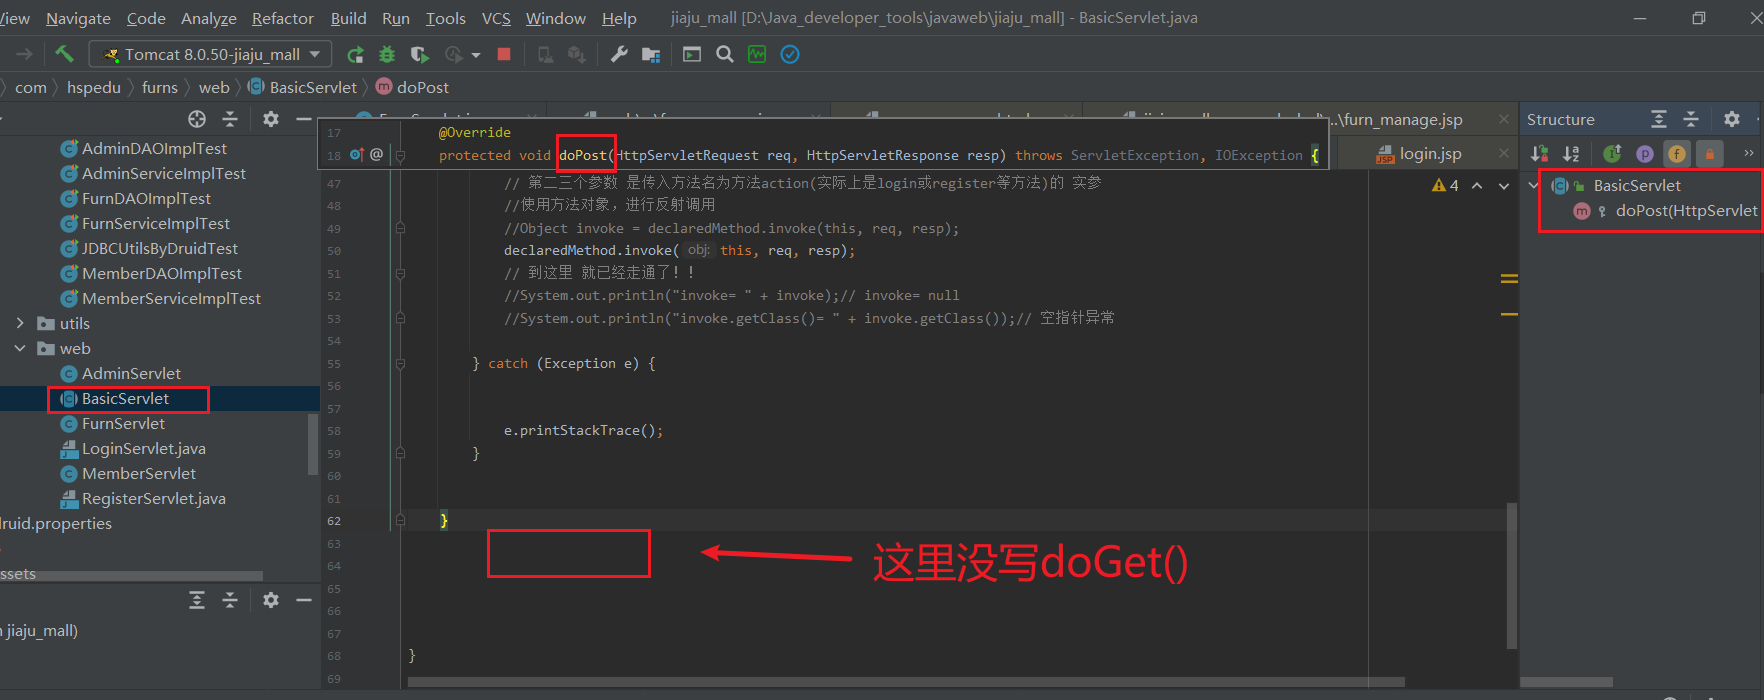 View Navigate Code Analyze Refactor Build Run Tools VCS Window Help jiaju_mall [D:\Java_developer_tools\javaweb\jiaju_mall] - BasicServlet.java
Tomcat 8.0.50-jiaju_mall
com hspedu furns web BasicServlet doPost
..\furn_manage.jsp
login.jsp
AdminDAOImplTest
AdminServiceImplTest
FurnDAOImplTest
FurnServiceImplTest
JDBCUtilsByDruidTest
MemberDAOImplTest
MemberServiceImplTest
utils
web
AdminServlet
BasicServlet
FurnServlet
LoginServlet.java
MemberServlet
RegisterServlet.java
ruid.properties
ssets
jiaju_mall)
17 @Override
18 @ protected void doPost(HttpServletRequest req, HttpServletResponse resp) throws ServletException, IOException {
47 // 第二三个参数 是传入方法名为方法action(实际上是login或register等方法)的 实参
48 //使用方法对象，进行反射调用
49 //Object invoke = declaredMethod.invoke(this, req, resp);
50 declaredMethod.invoke( obj: this, req, resp);
51 // 到这里 就已经走通了！！
52 //System.out.println("invoke= " + invoke);// invoke= null
53 //System.out.println("invoke.getClass()= " + invoke.getClass());// 空指针异常
54
55 } catch (Exception e) {
56
57
58 e.printStackTrace();
59 }
60
61
62 }
63
64
65
66
67
68 }
69
4
这里没写doGet()
Structure
BasicServlet
doPost(HttpServlet